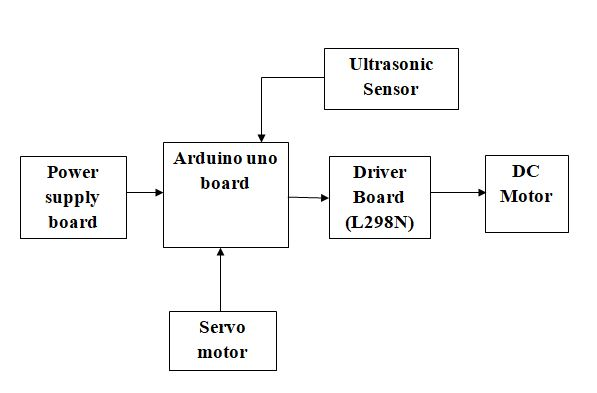 Ultrasonic
Sensor
Arduino uno
board
Power
supply
board
Driver
Board
(L298N)
DC
Motor
Servo
motor